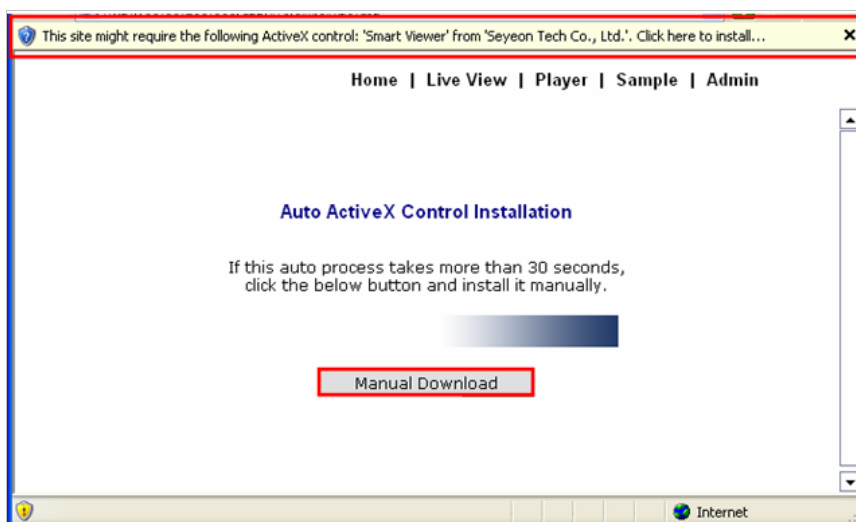 This site might require the following ActiveX control: 'Smart Viewer' from 'Seyeon Tech Co., Ltd.'. Click here to install...
Home | Live View | Player | Sample | Admin
Auto ActiveX Control Installation
If this auto process takes more than 30 seconds,
click the below button and install it manually.
Manual Download
Internet